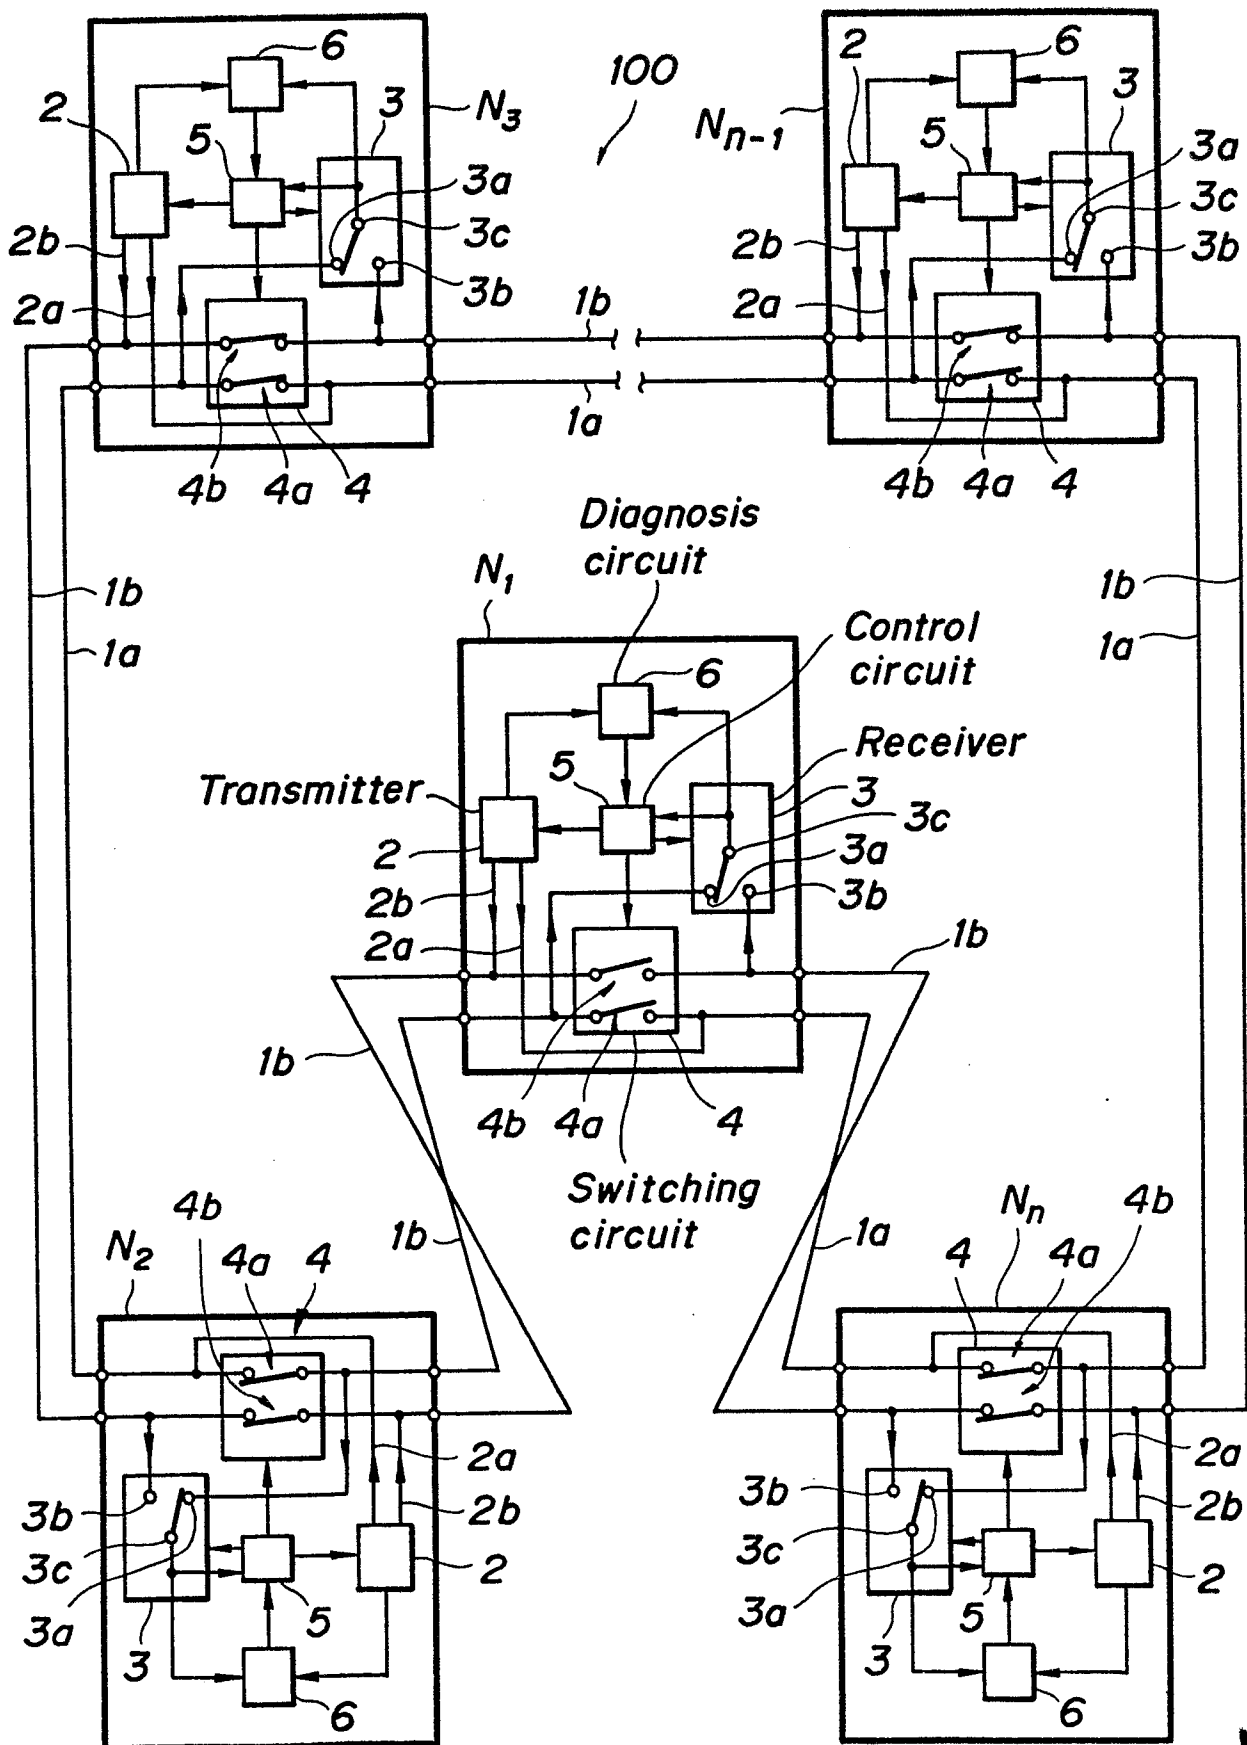 6
2
3
N3
100
5
3a
3c
2b
3b
2a
1b
1a
4b
4a
4
2
6
3
Nn-1
5
3a
3c
2b
3b
2a
4b
4a
4
Diagnosis
circuit
N1
1b
1a
1b
1a
Control
circuit
6
5
Receiver
Transmitter
3
3c
2
3a
2b
3b
2a
1b
1b
4b
4a
4
Switching
circuit
1b
1a
N2
4b
4a
4
2a
3b
2b
3c
2
3a
5
3
6
Nn
4
4a
4b
2a
3b
2b
3c
2
3a
5
3
6